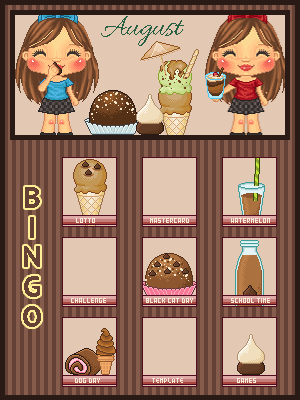 August
BINGO
LOTTO
MASTERCARD
WATERMELON
CHALLENGE
BLACK CAT DAY
SCHOOL TIME
DOG DAY
TEMPLATE
GAMES